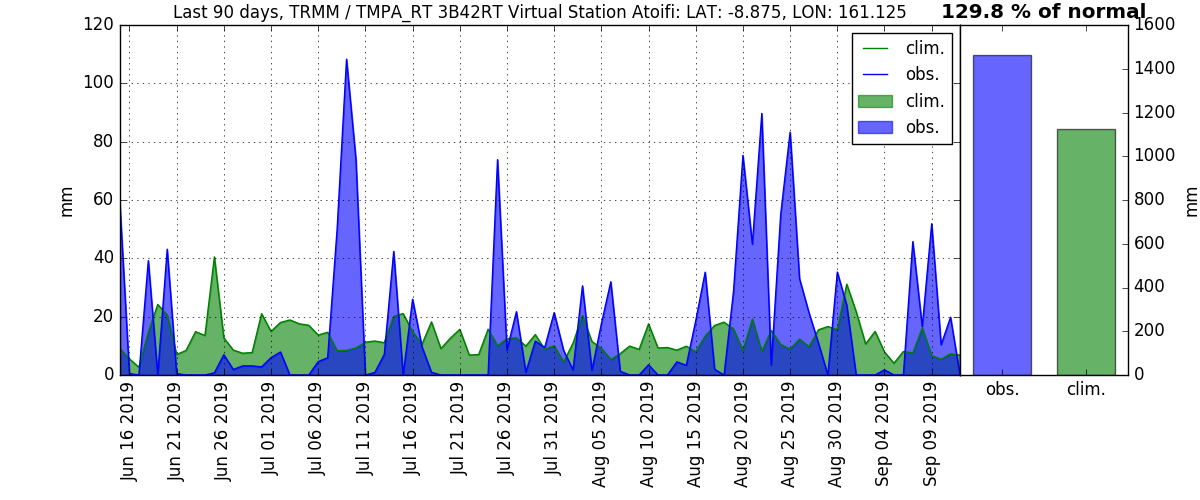 Last 90 days, TRMM / TMPA_RT 3B42RT Virtual Station Atoifi: LAT: -8.875, LON: 161.125
129.8 % of normal
120
100
80
60
40
20
0
mm
clim.
obs.
clim.
obs.
1600
1400
1200
1000
800
600
400
200
0
mm
Jun 16 2019
Jun 21 2019
Jun 26 2019
Jul 01 2019
Jul 06 2019
Jul 11 2019
Jul 16 2019
Jul 21 2019
Jul 26 2019
Jul 31 2019
Aug 05 2019
Aug 10 2019
Aug 15 2019
Aug 20 2019
Aug 25 2019
Aug 30 2019
Sep 04 2019
Sep 09 2019
obs.
clim.